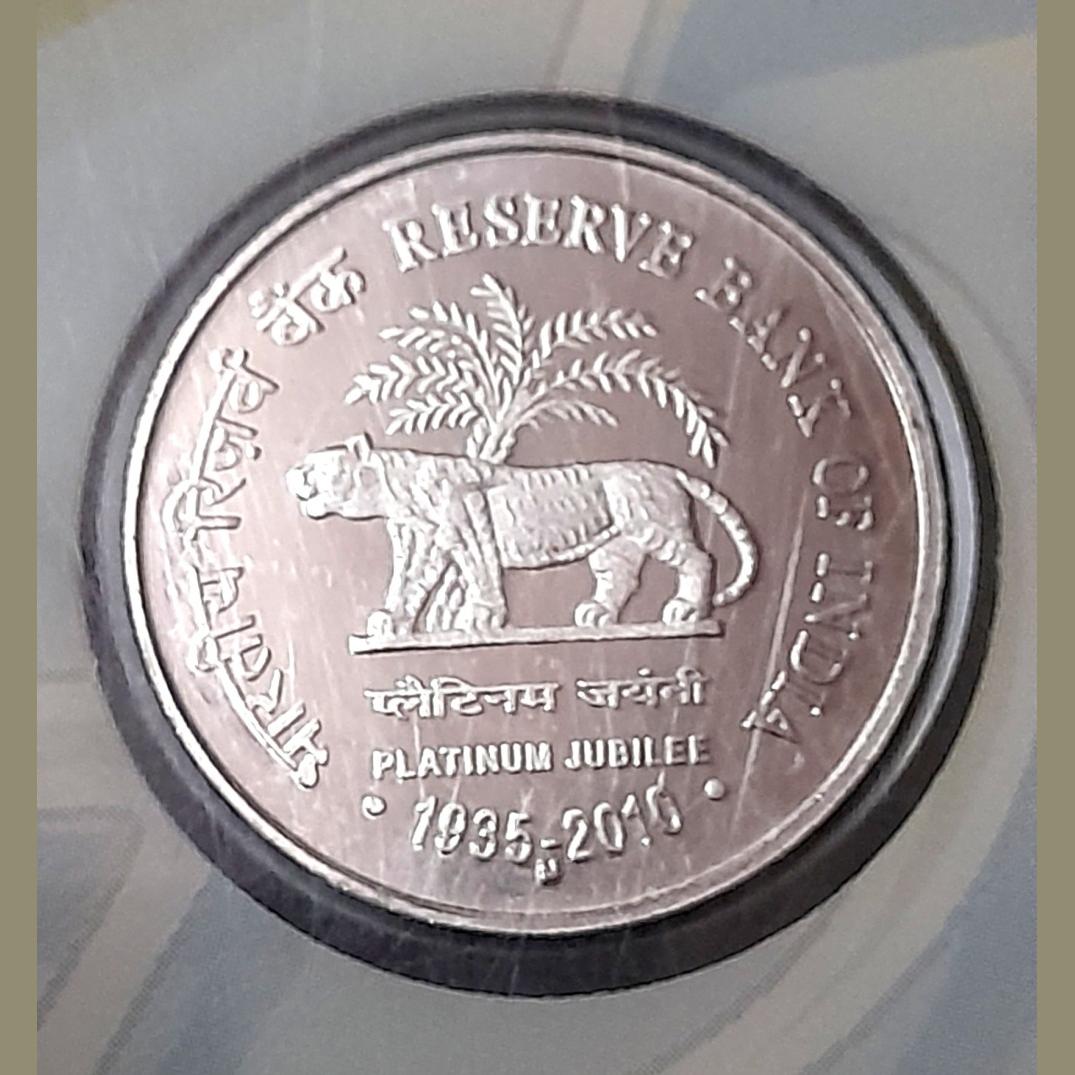 भारतीय रिज़र्व बैंक RESERVE BANK OF INDIA
प्लैटिनम जयंती
PLATINUM JUBILEE
• 1935-2010 •